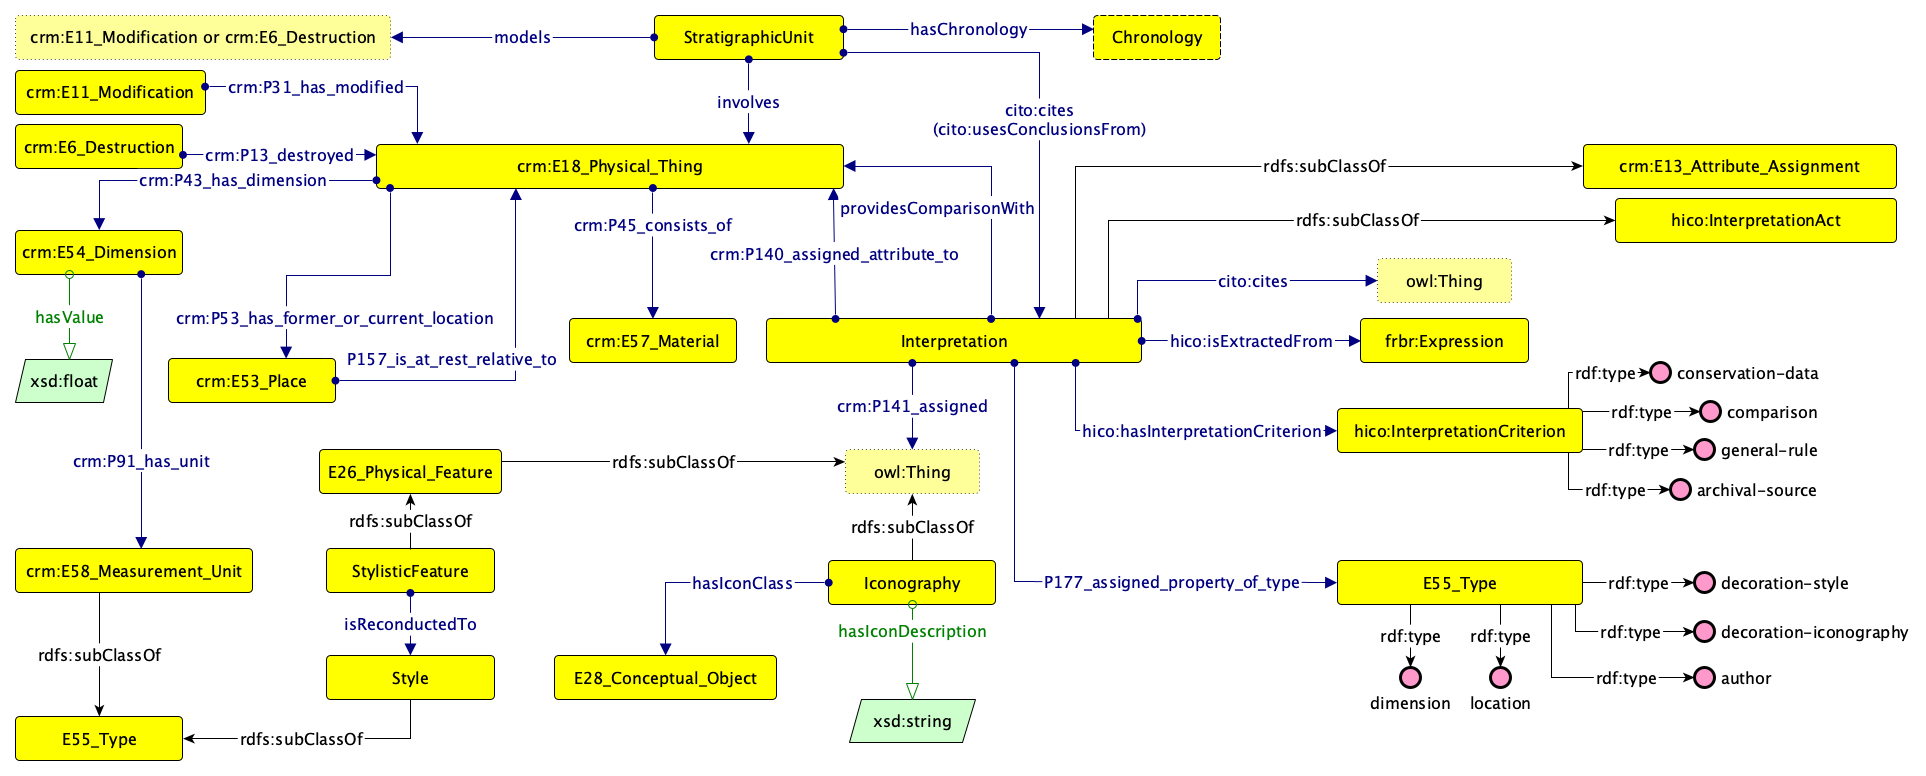 crm:E11_Modification or crm:E6_Destruction
models
StratigraphicUnit
hasChronology
Chronology
crm:E11_Modification
crm:P31_has_modified
involves
cito:cites
(cito:usesConclusionsFrom)
crm:E6_Destruction
crm:P13_destroyed
crm:E18_Physical_Thing
rdfs:subClassOf
crm:E13_Attribute_Assignment
crm:P43_has_dimension
providesComparisonWith
rdfs:subClassOf
hico:InterpretationAct
crm:P45_consists_of
crm:E54_Dimension
crm:P140_assigned_attribute_to
cito:cites
owl:Thing
hasValue
crm:P53_has_former_or_current_location
crm:E57_Material
Interpretation
hico:isExtractedFrom
frbr:Expression
P157_is_at_rest_relative_to
xsd:float
crm:E53_Place
rdf:type
conservation-data
crm:P141_assigned
rdf:type
comparison
hico:hasInterpretationCriterion
hico:InterpretationCriterion
rdf:type
general-rule
crm:P91_has_unit
E26_Physical_Feature
rdfs:subClassOf
owl:Thing
rdf:type
archival-source
rdfs:subClassOf
rdfs:subClassOf
crm:E58_Measurement_Unit
StylisticFeature
hasIconClass
Iconography
P177_assigned_property_of_type
E55_Type
rdf:type
decoration-style
isReconductedTo
hasIconDescription
rdf:type
rdf:type
rdf:type
decoration-iconography
rdfs:subClassOf
Style
E28_Conceptual_Object
rdf:type
author
dimension
location
xsd:string
E55_Type
rdfs:subClassOf